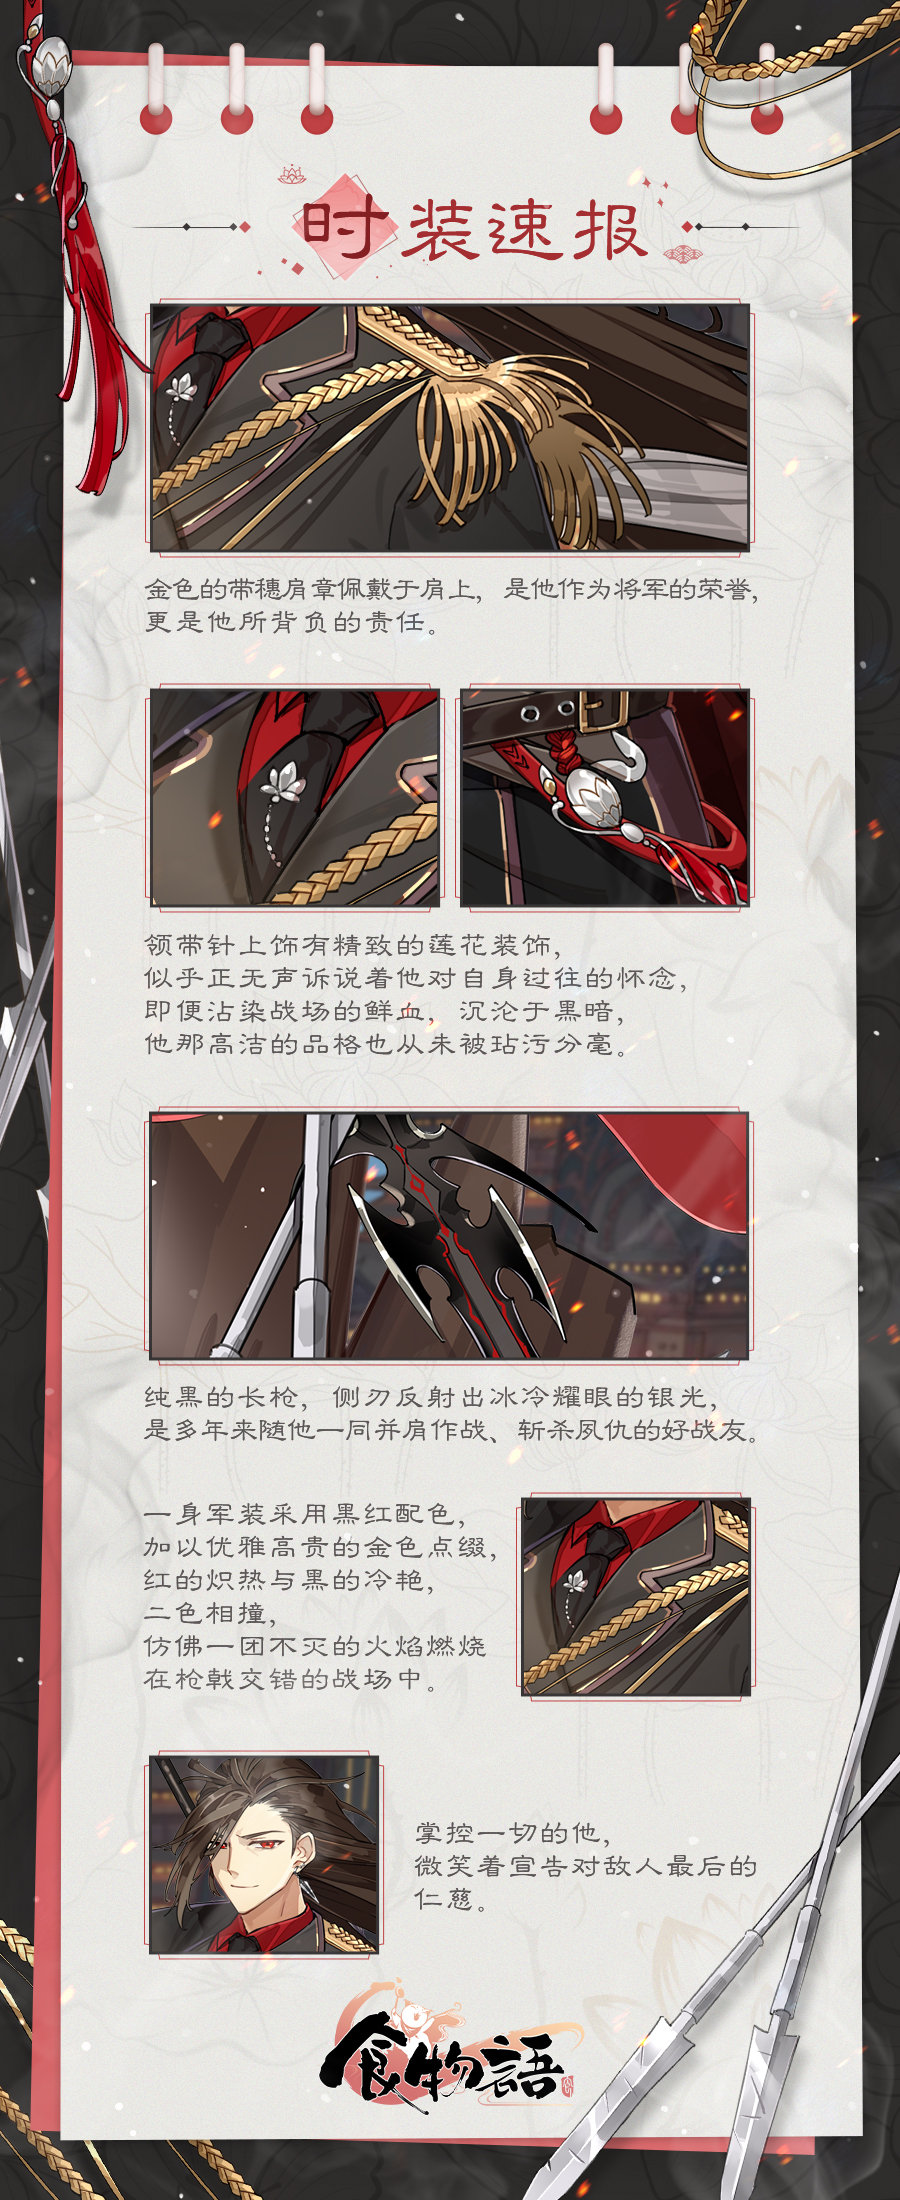 时装速报
金色的带穗肩章佩戴于肩上，是他作为将军的荣誉，
更是他所背负的责任。
领带针上饰有精致的莲花装饰，
似乎正无声诉说着他对自身过往的怀念，
即便沾染战场的鲜血，沉沦于黑暗，
他那高洁的品格也从未被玷污分毫。
纯黑的长枪，侧刃反射出冰冷耀眼的银光，
是多年来随他一同并肩作战、斩杀夙仇的好战友。
一身军装采用黑红配色，
加以优雅高贵的金色点缀，
红的炽热与黑的冷艳，
二色相撞，
仿佛一团不灭的火焰燃烧
在枪戟交错的战场中。
掌控一切的他，
微笑着宣告对敌人最后的
仁慈。
食物語